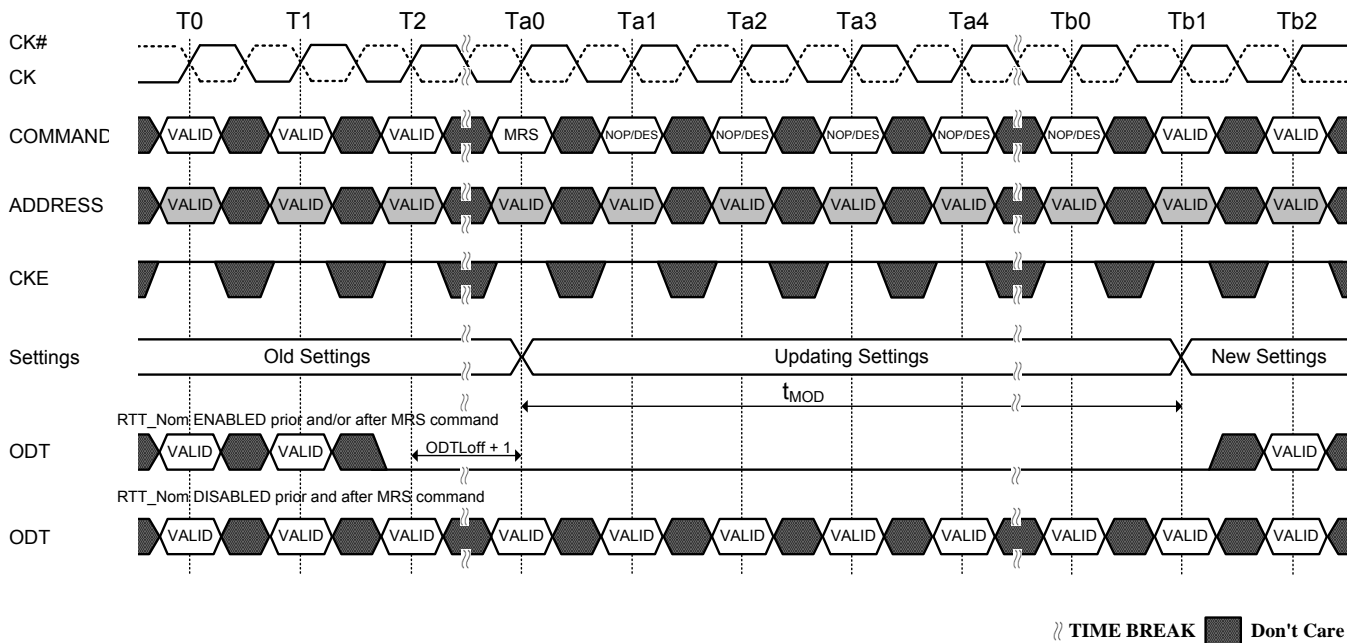 T0 T1 T2 Ta0 Ta1 Ta2 Ta3 Ta4 Tb0 Tb1 Tb2
CK#
CK
COMMAND VALID VALID VALID MRS NOP/DES NOP/DES NOP/DES NOP/DES NOP/DES VALID VALID
ADDRESS VALID VALID VALID VALID VALID VALID VALID VALID VALID VALID VALID
CKE
Settings Old Settings Updating Settings New Settings
tMOD
RTT_Nom ENABLED prior and/or after MRS command
ODT VALID VALID ODTLoff + 1 VALID
RTT_Nom DISABLED prior and after MRS command
ODT VALID VALID VALID VALID VALID VALID VALID VALID VALID VALID VALID
TIME BREAK Don't Care